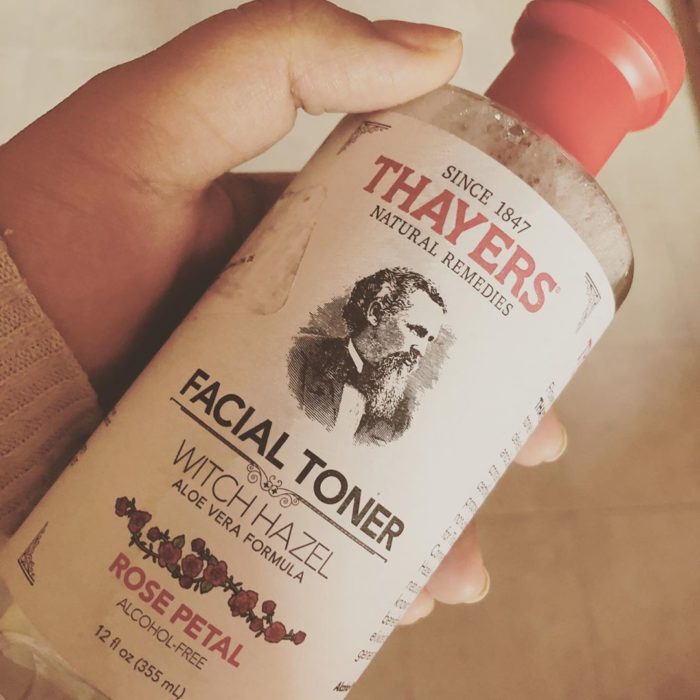 SINCE 1847
THAYERS®
NATURAL REMEDIES
FACIAL TONER
WITCH HAZEL
ALOE VERA FORMULA
ROSE PETAL
ALCOHOL-FREE
12 fl oz (355 mL)